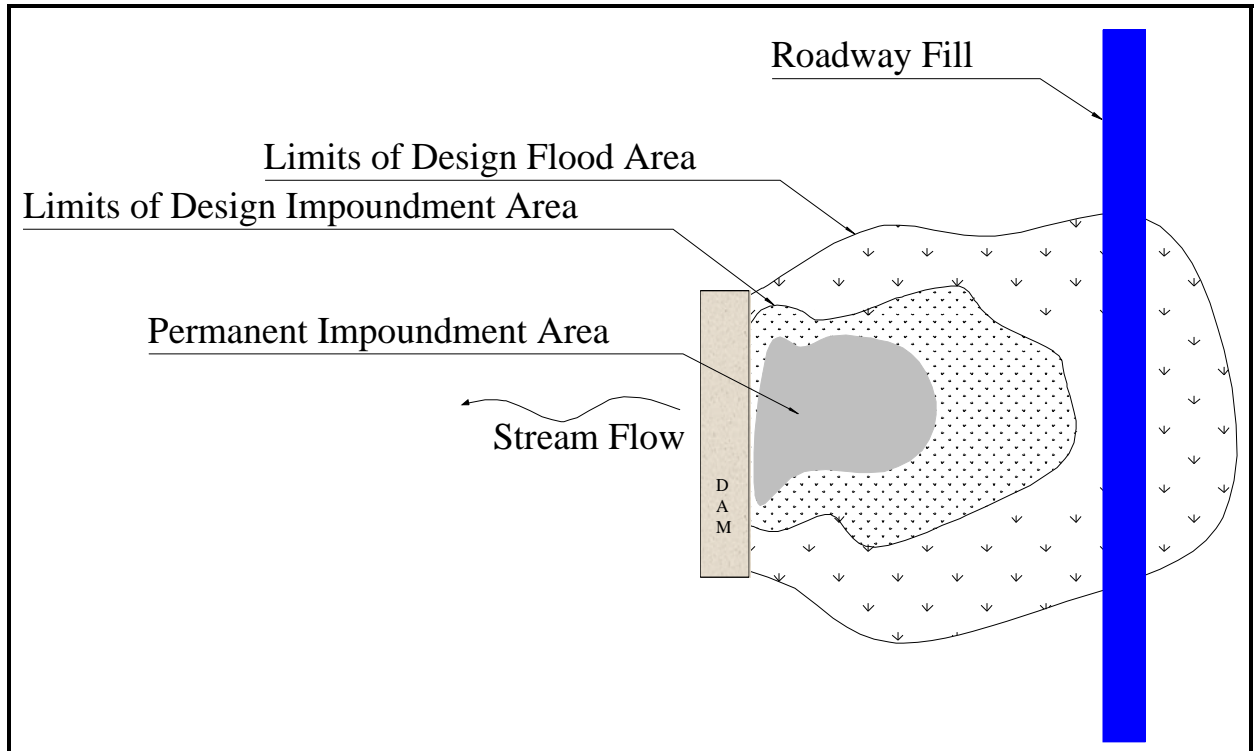 Roadway Fill
Limits of Design Flood Area
Limits of Design Impoundment Area
Permanent Impoundment Area
Stream Flow
D
A
M